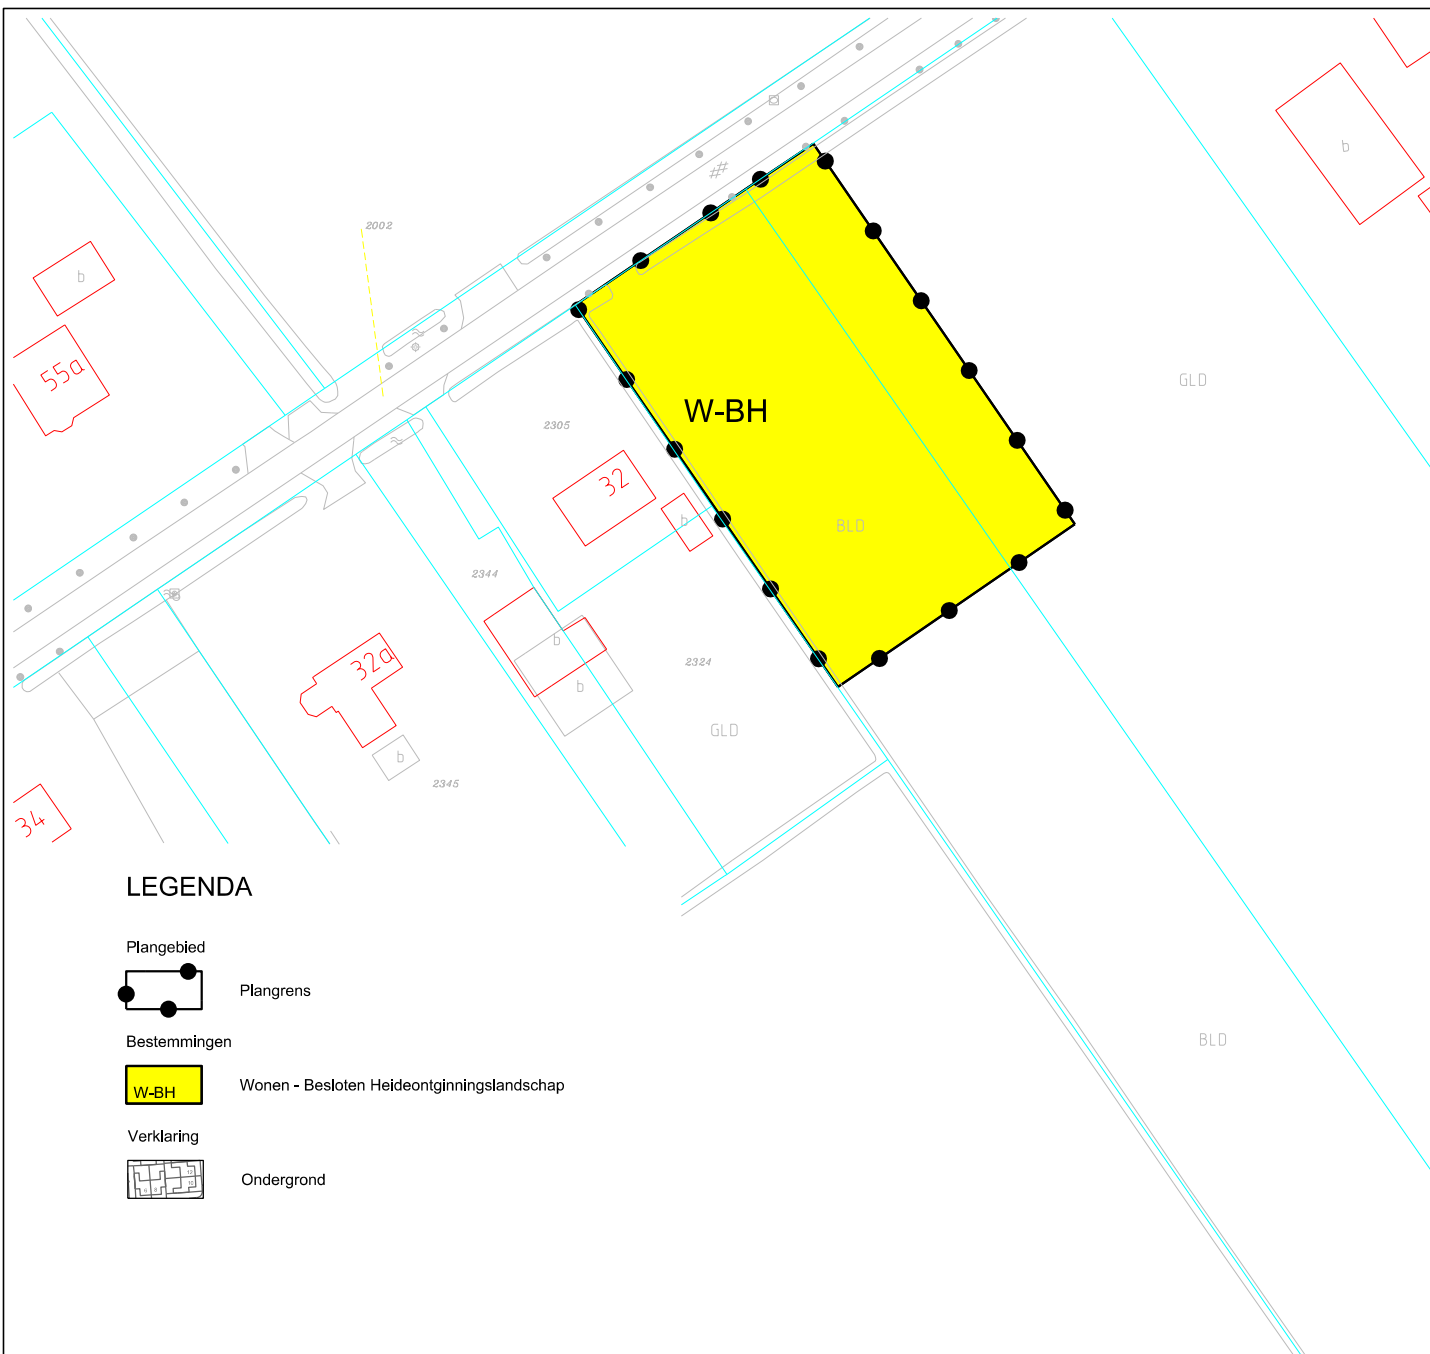 b
2002
b
55a
GLD
W-BH
2305
32
b
BLD
2344
b
32a
2324
b
GLD
b
2345
34
LEGENDA
Plangebied
Plangrens
Bestemmingen
W-BH
Wonen - Besloten Heideontginningslandschap
BLD
Verklaring
Ondergrond